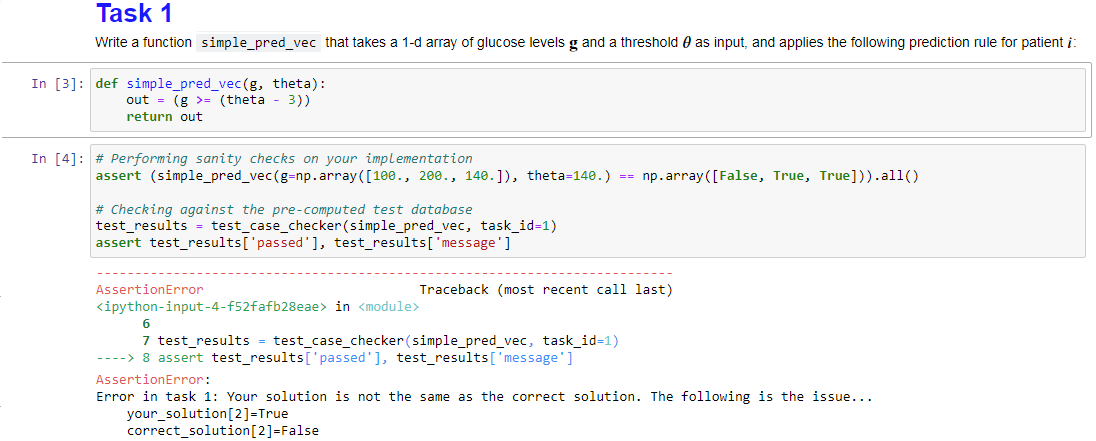 Task 1
Write a function simple_pred_vec that takes a 1-d array of glucose levels g and a threshold θ as input, and applies the following prediction rule for patient i:
In [3]: def simple_pred_vec(g, theta):
    out = (g >= (theta - 3))
    return out
In [4]: # Performing sanity checks on your implementation
assert (simple_pred_vec(g=np.array([100., 200., 140.]), theta=140.) == np.array([False, True, True])).all()
# Checking against the pre-computed test database
test_results = test_case_checker(simple_pred_vec, task_id=1)
assert test_results['passed'], test_results['message']
---------------------------------------------------------------------------
AssertionError                            Traceback (most recent call last)
<ipython-input-4-f52fafb28eae> in <module>
      6
      7 test_results = test_case_checker(simple_pred_vec, task_id=1)
----> 8 assert test_results['passed'], test_results['message']
AssertionError:
Error in task 1: Your solution is not the same as the correct solution. The following is the issue...
    your_solution[2]=True
    correct_solution[2]=False